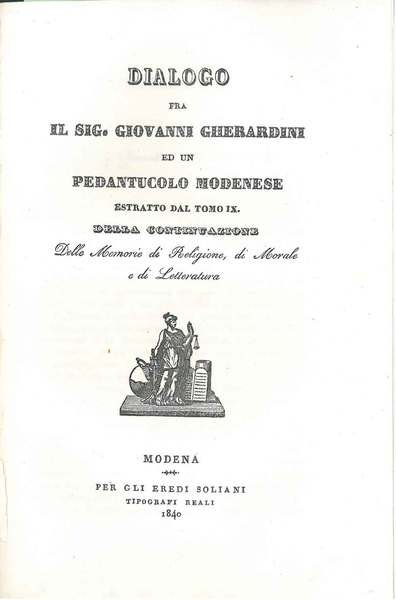 DIALOGO
FRA
IL SIG. GIOVANNI GHERARDINI
ED UN
PEDANTUCOLO MODENESE
ESTRATTO DAL TOMO IX.
DELLA CONTINUAZIONE
Delle Memorie di Religione, di Morale
e di Letteratura
MODENA
PER GLI EREDI SOLIANI
TIPOGRAFI REALI
1840